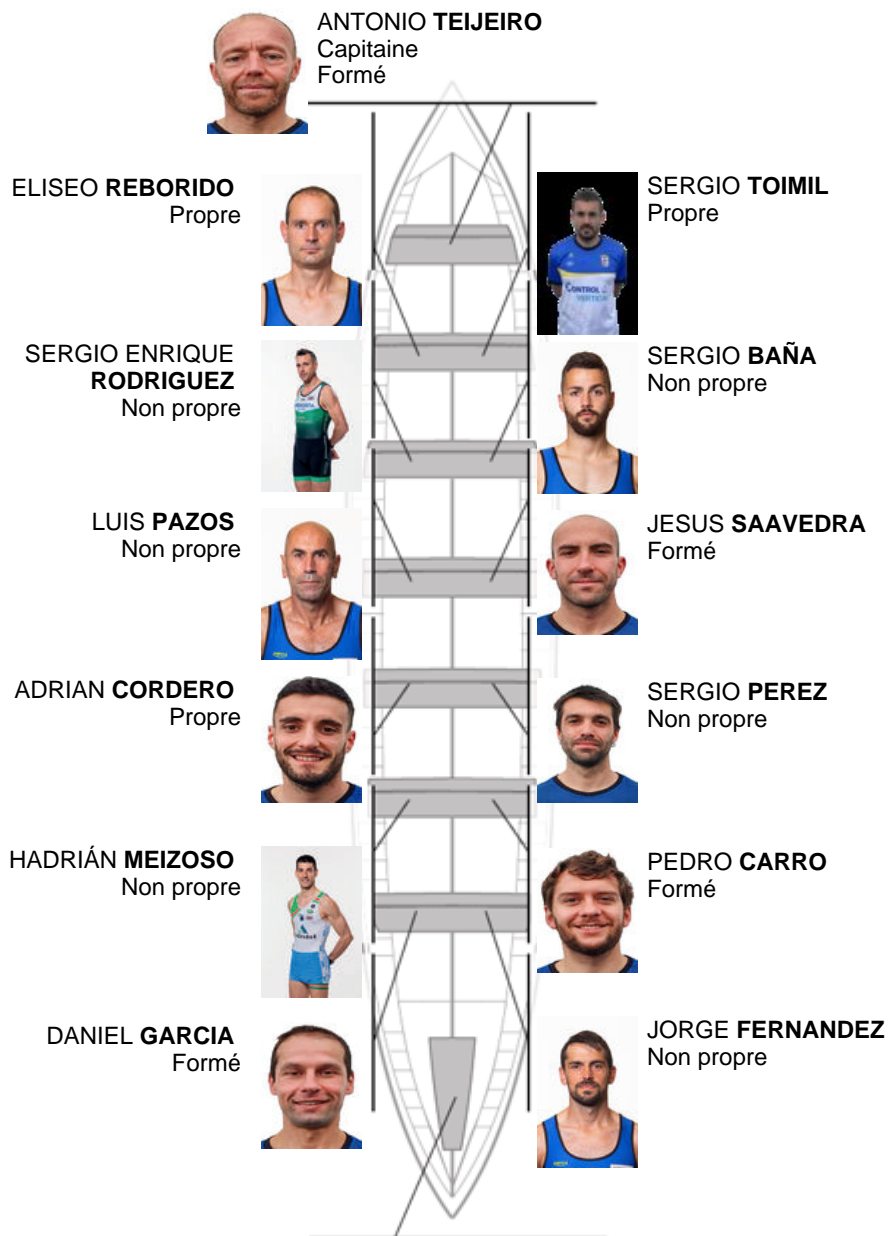 ANTONIO TEIJEIRO
Capitaine
Formé
ELISEO REBORIDO
Propre
SERGIO TOIMIL
Propre
CONTROL
VERTICAL
SERGIO ENRIQUE
RODRIGUEZ
Non propre
SERGIO BAÑA
Non propre
LUIS PAZOS
Non propre
JESUS SAAVEDRA
Formé
ADRIAN CORDERO
Propre
SERGIO PEREZ
Non propre
HADRIÁN MEIZOSO
Non propre
PEDRO CARRO
Formé
DANIEL GARCIA
Formé
JORGE FERNANDEZ
Non propre